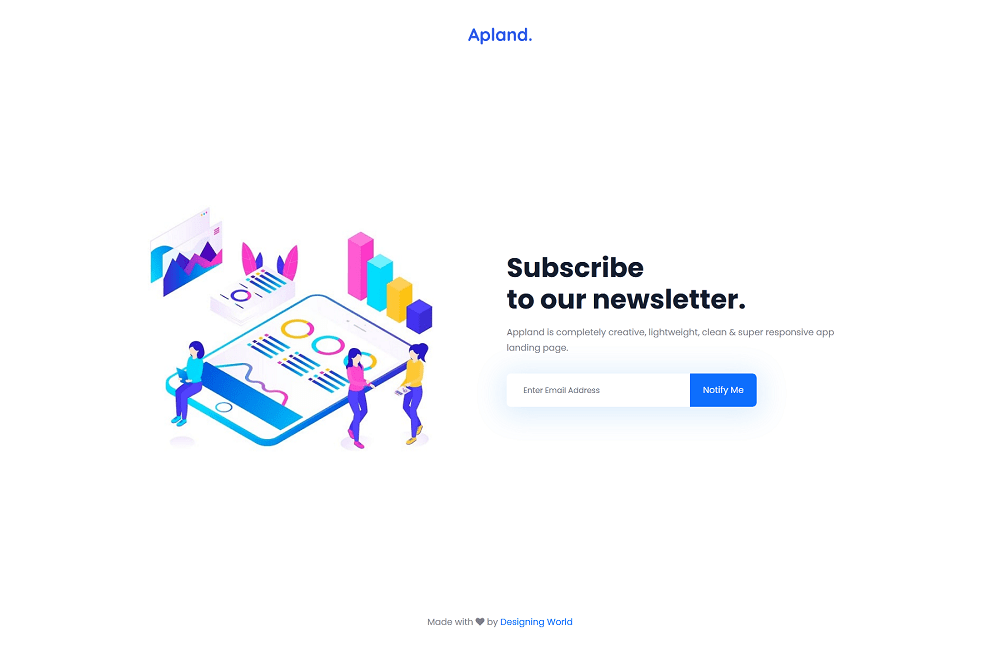 Apland.
Subscribe
to our newsletter.
Appland is completely creative, lightweight, clean & super responsive app
landing page.
Enter Email Address
Notify Me
Made with ♥ by Designing World